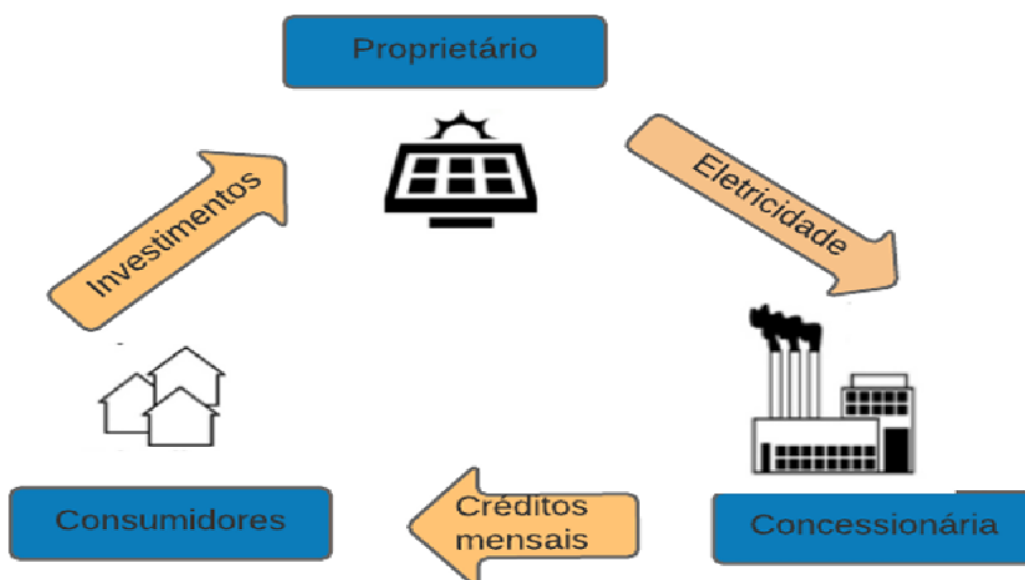 Proprietário
Eletricidade
Investimentos
Consumidores
Créditos
mensais
Concessionária